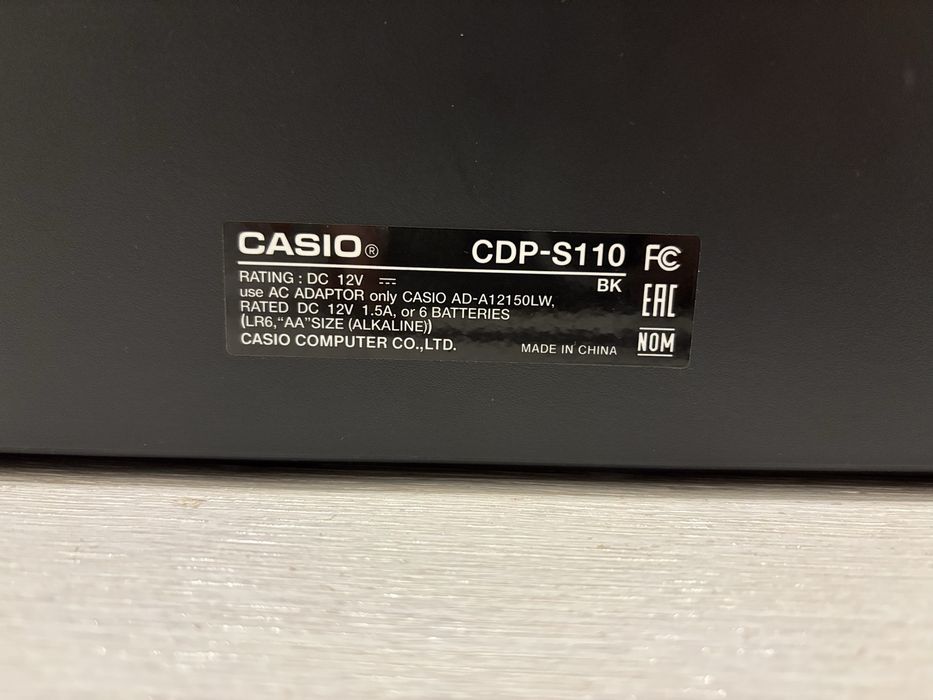 CASIO® CDP-S110 FC
BK
RATING : DC 12V ⎓
use AC ADAPTOR only CASIO AD-A12150LW,
RATED DC 12V 1.5A, or 6 BATTERIES
(LR6,“AA”SIZE (ALKALINE))
CASIO COMPUTER CO.,LTD. MADE IN CHINA
EAC
NOM